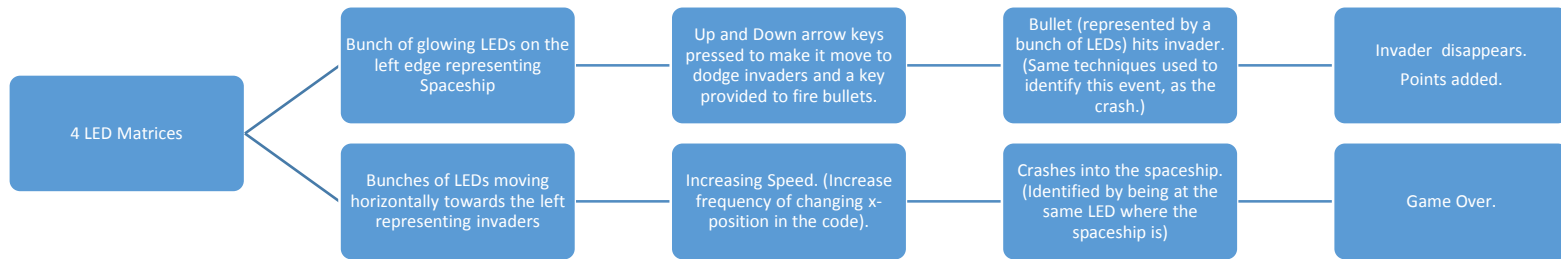 4 LED Matrices
Bunch of glowing LEDs on the
left edge representing
Spaceship
Up and Down arrow keys
pressed to make it move to
dodge invaders and a key
provided to fire bullets.
Bullet (represented by a
bunch of LEDs) hits invader.
(Same techniques used to
identify this event, as the
crash.)
Invader disappears.
Points added.
Bunches of LEDs moving
horizontally towards the left
representing invaders
Increasing Speed. (Increase
frequency of changing x-
position in the code).
Crashes into the spaceship.
(Identified by being at the
same LED where the
spaceship is)
Game Over.